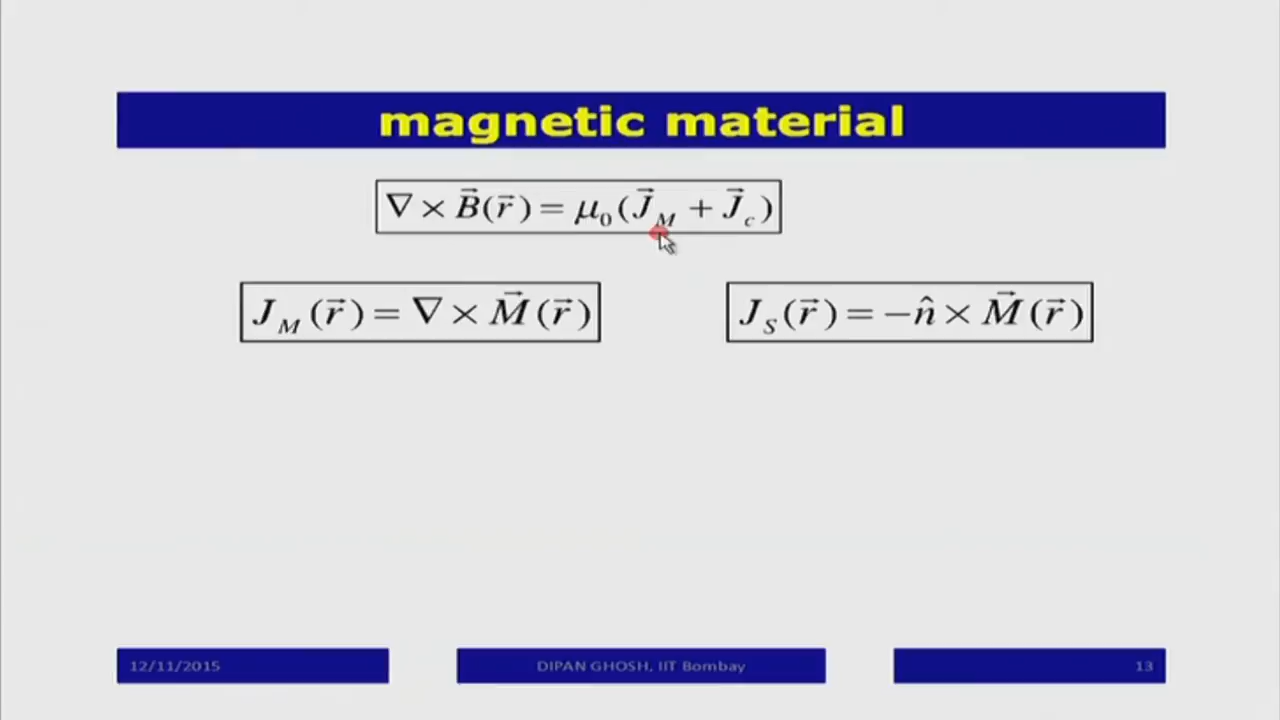 magnetic material
∇ × B⃗(r⃗) = μ₀(J⃗_M + J⃗_c)
J_M(r⃗) = ∇ × M⃗(r⃗)
J_S(r⃗) = −n̂ × M⃗(r⃗)
12/11/2015
DIPAN GHOSH, IIT Bombay
13